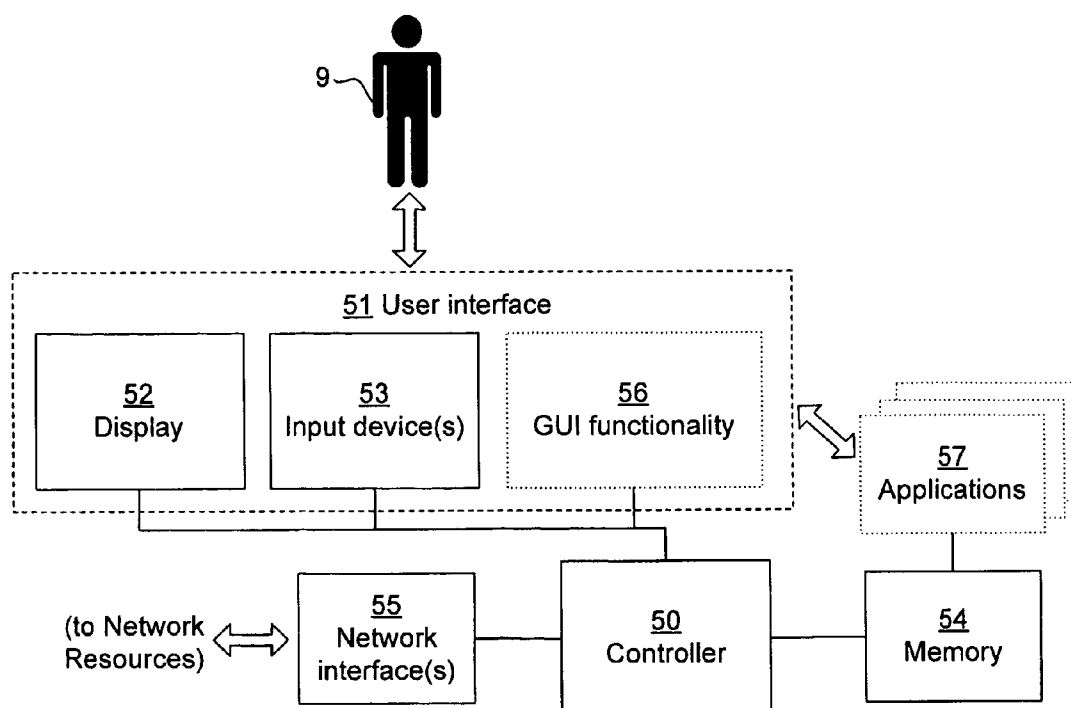 9
51 User interface
52
Display
53
Input device(s)
56
GUI functionality
57
Applications
(to Network
Resources)
55
Network
interface(s)
50
Controller
54
Memory